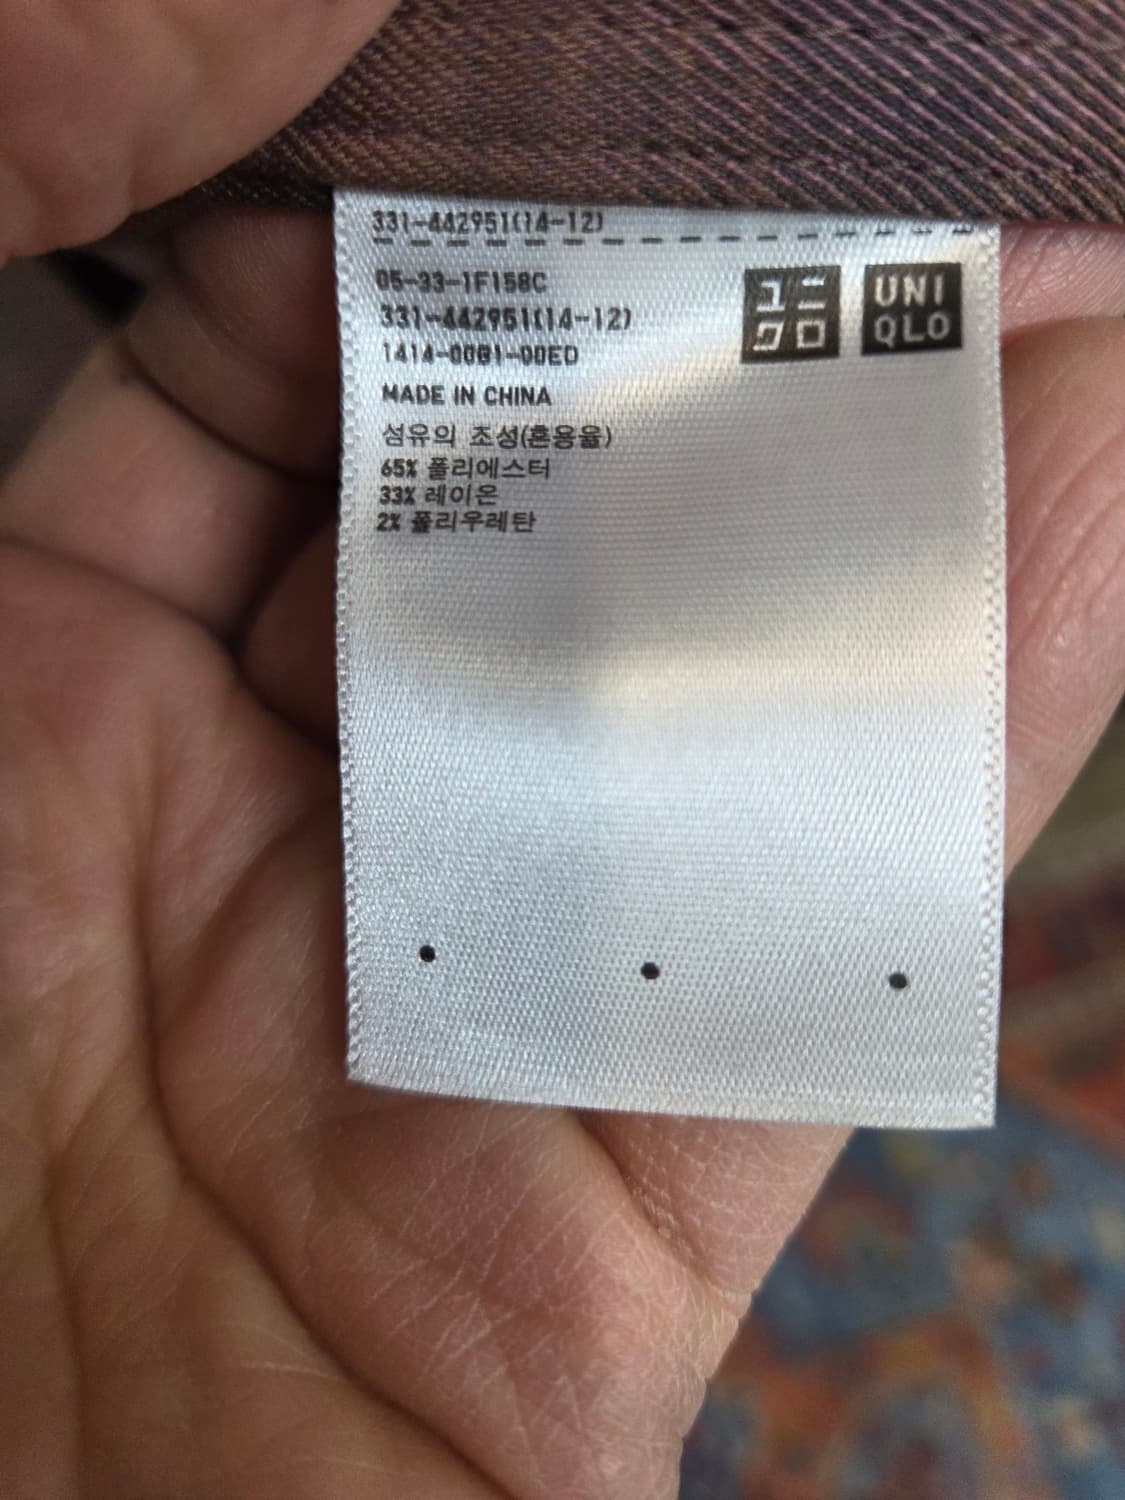 331-442951(14-12)
05-33-1F158C
331-442951(14-12)
1414-00B1-00ED
MADE IN CHINA
섬유의 조성(혼용율)
65% 폴리에스터
33% 레이온
2% 폴리우레탄
ユニ
クロ
UNI
QLO